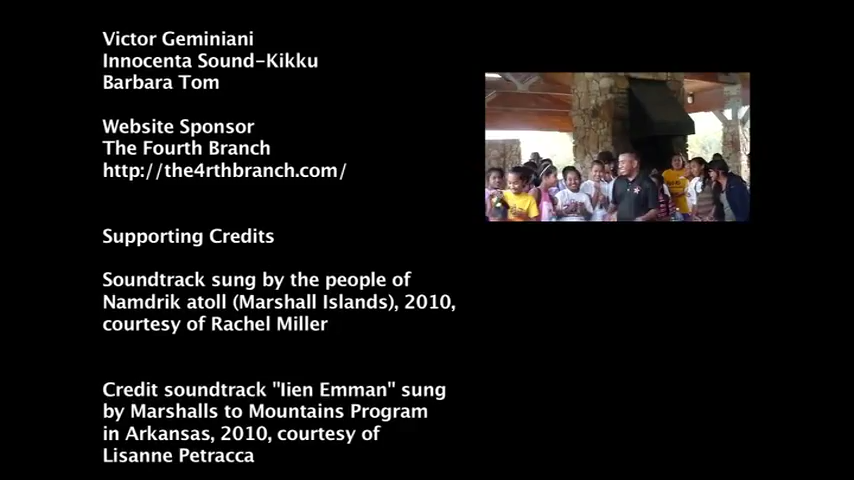 Victor Geminiani
Innocenta Sound-Kikku
Barbara Tom
Website Sponsor
The Fourth Branch
http://the4rthbranch.com/
Supporting Credits
Soundtrack sung by the people of
Namdrik atoll (Marshall Islands), 2010,
courtesy of Rachel Miller
Credit soundtrack "Iien Emman" sung
by Marshalls to Mountains Program
in Arkansas, 2010, courtesy of
Lisanne Petracca